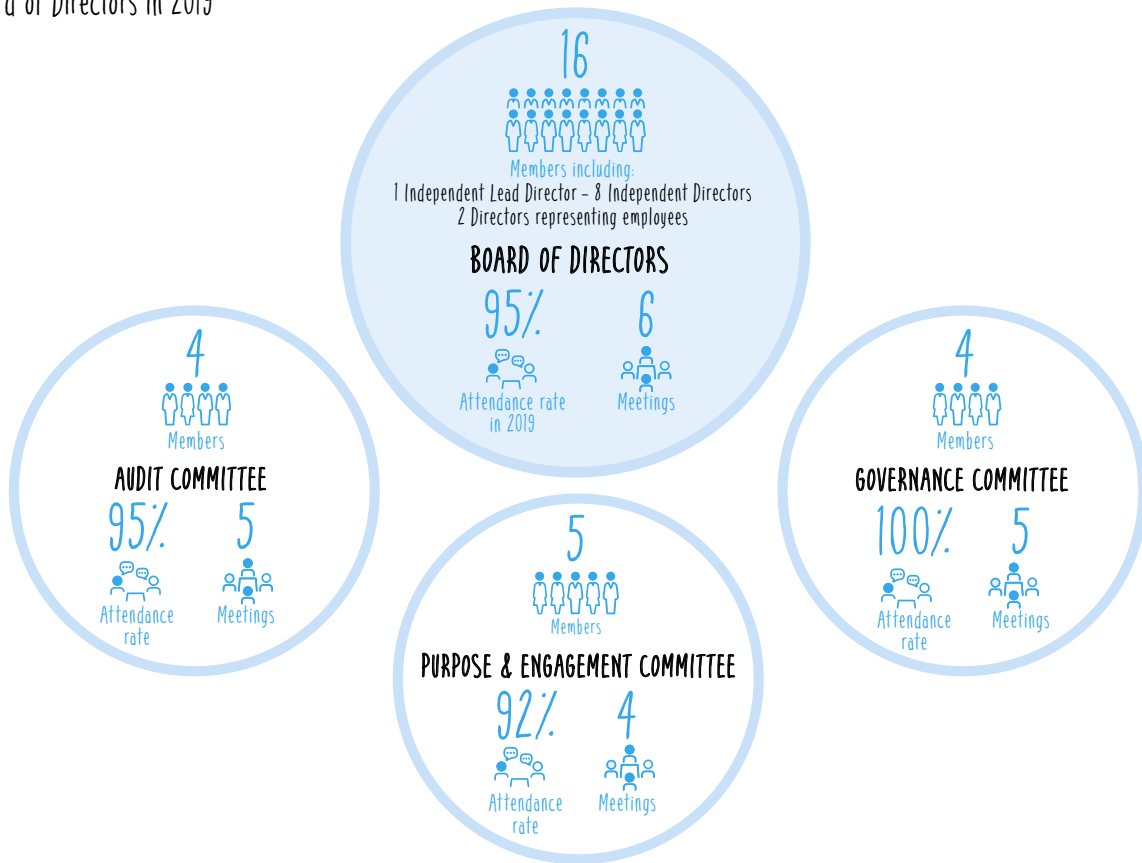 d of Directors in 2019
16
Members including:
1 Independent Lead Director – 8 Independent Directors
2 Directors representing employees
BOARD OF DIRECTORS
95% 6
Attendance rate Meetings
in 2019
4
Members
AUDIT COMMITTEE
95% 5
Attendance Meetings
rate
5
Members
PURPOSE & ENGAGEMENT COMMITTEE
92% 4
Attendance Meetings
rate
4
Members
GOVERNANCE COMMITTEE
100% 5
Attendance Meetings
rate